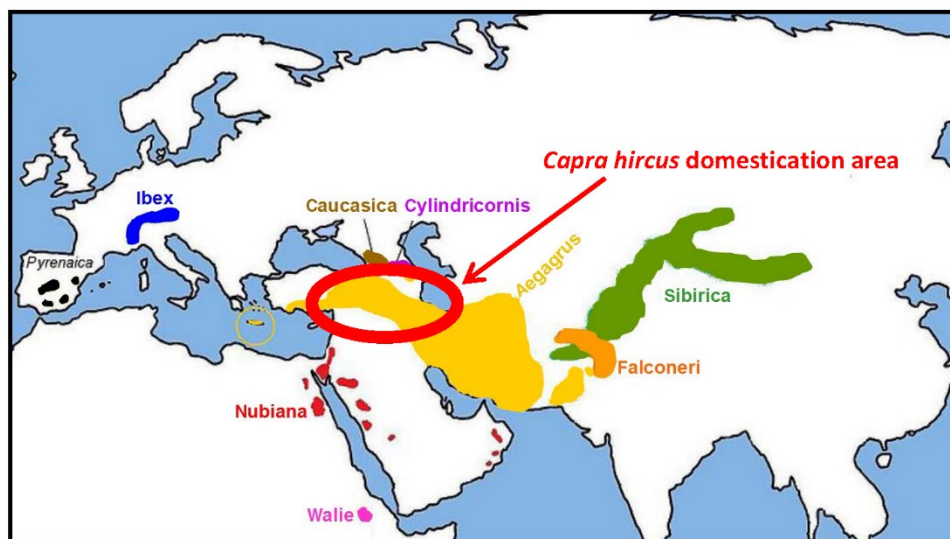 Capra hircus domestication area
Ibex
Caucasica
Cylindricornis
Pyrenaica
Aegagrus
Sibirica
Falconeri
Nubiana
Walie